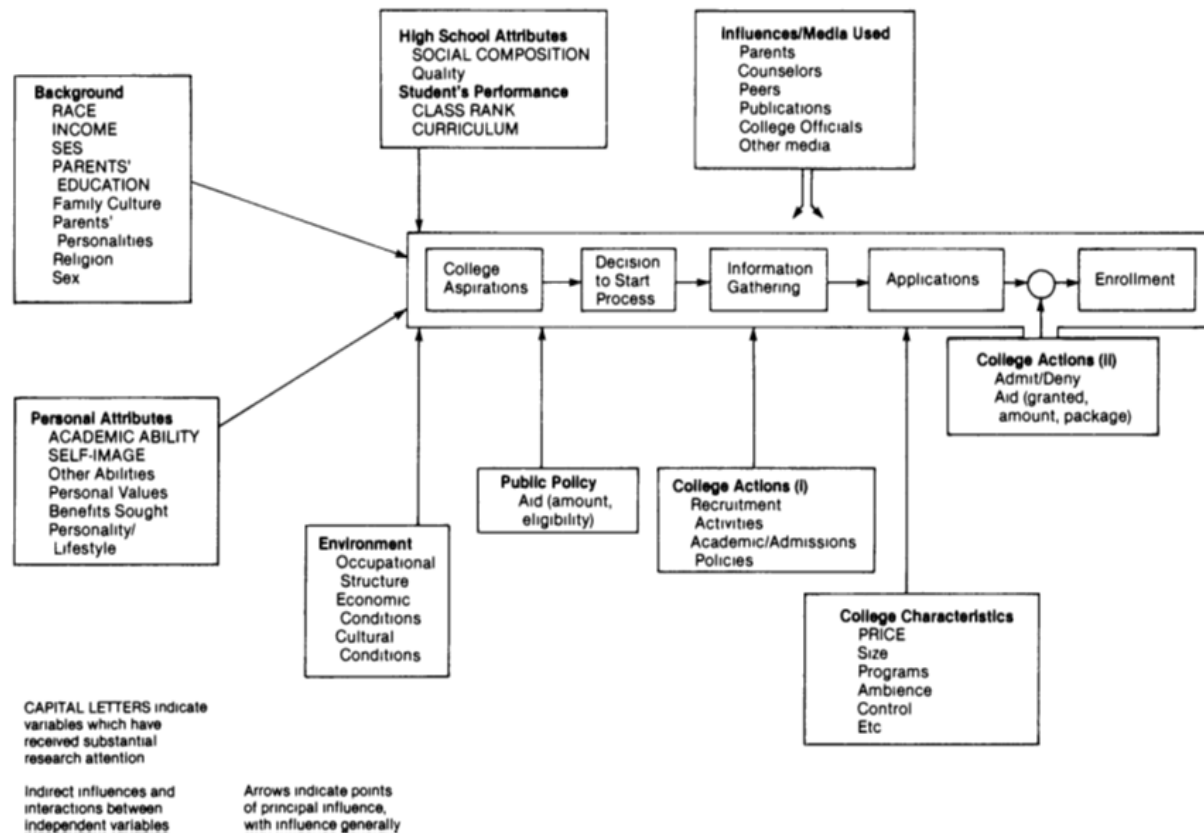 High School Attributes
SOCIAL COMPOSITION
Quality
Student's Performance
CLASS RANK
CURRICULUM
Influences/Media Used
Parents
Counselors
Peers
Publications
College Officials
Other media
Background
RACE
INCOME
SES
PARENTS'
EDUCATION
Family Culture
Parents'
Personalities
Religion
Sex
College
Aspirations
Decision
to Start
Process
Information
Gathering
Applications
Enrollment
College Actions (II)
Admit/Deny
Aid (granted,
amount, package)
Personal Attributes
ACADEMIC ABILITY
SELF-IMAGE
Other Abilities
Personal Values
Benefits Sought
Personality/
Lifestyle
Public Policy
Aid (amount,
eligibility)
College Actions (I)
Recruitment
Activities
Academic/Admissions
Policies
Environment
Occupational
Structure
Economic
Conditions
Cultural
Conditions
College Characteristics
PRICE
Size
Programs
Ambience
Control
Etc
CAPITAL LETTERS indicate
variables which have
received substantial
research attention
Indirect influences and
interactions between
independent variables
Arrows indicate points
of principal influence,
with influence generally